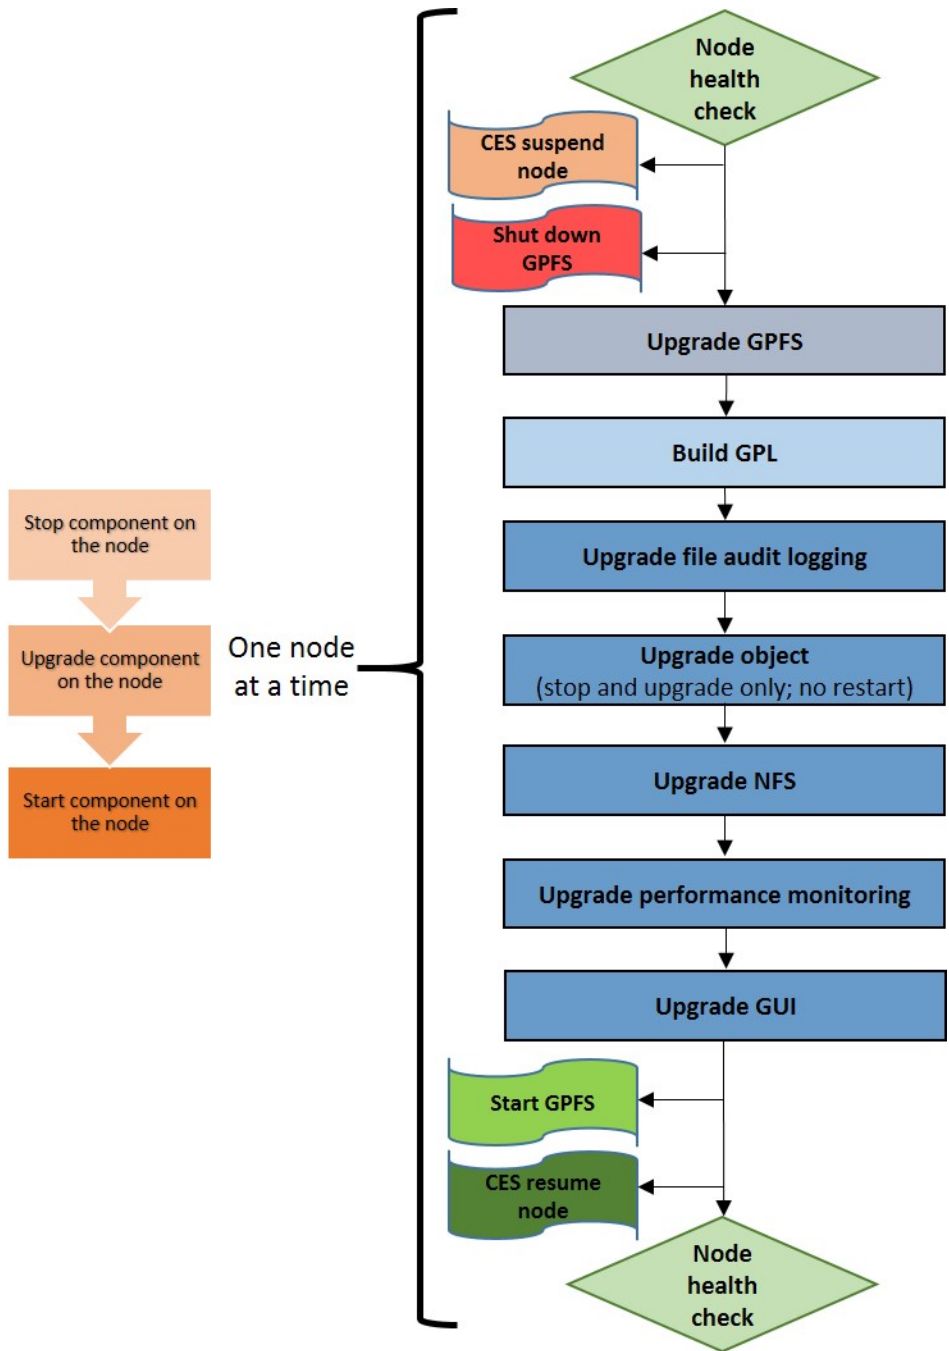 Stop component on
the node
Upgrade component
on the node
Start component on
the node
One node
at a time
Node
health
check
CES suspend
node
Shut down
GPFS
Upgrade GPFS
Build GPL
Upgrade file audit logging
Upgrade object
(stop and upgrade only; no restart)
Upgrade NFS
Upgrade performance monitoring
Upgrade GUI
Start GPFS
CES resume
node
Node
health
check